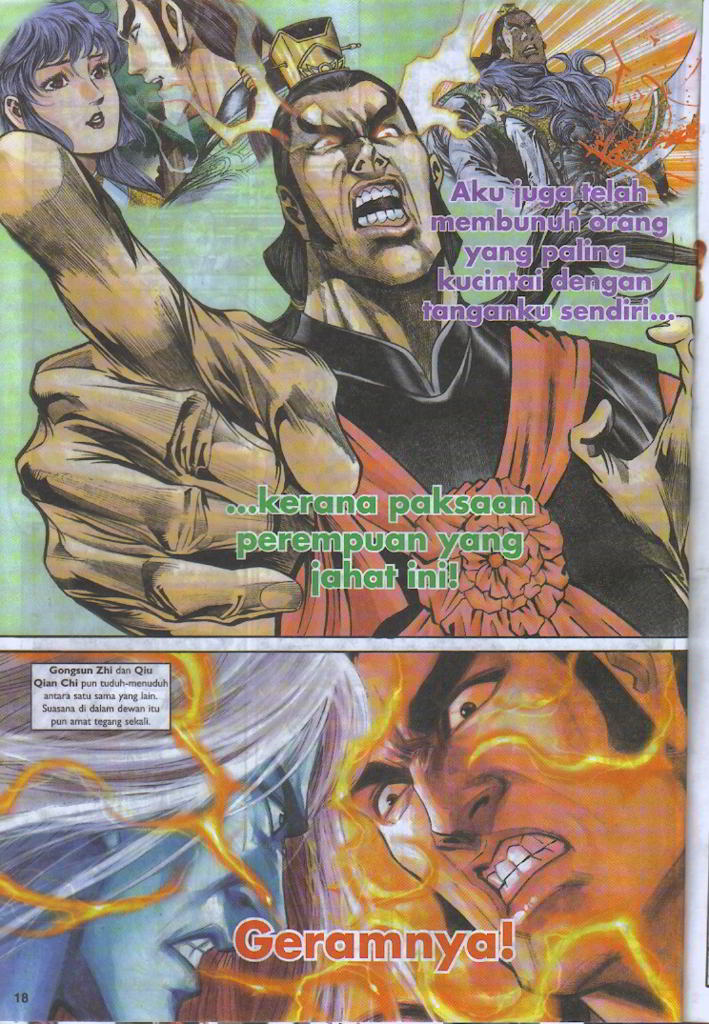 Aku juga telah
membunuh orang
yang paling
kucintai dengan
tanganku sendiri...
...kerana paksaan
perempuan yang
jahat ini!
Gongsun Zhi dan Qiu
Qian Chi pun tuduh-menuduh
antara satu sama yang lain.
Suasana di dalam dewan itu
pun amat tegang sekali.
Geramnya!
18